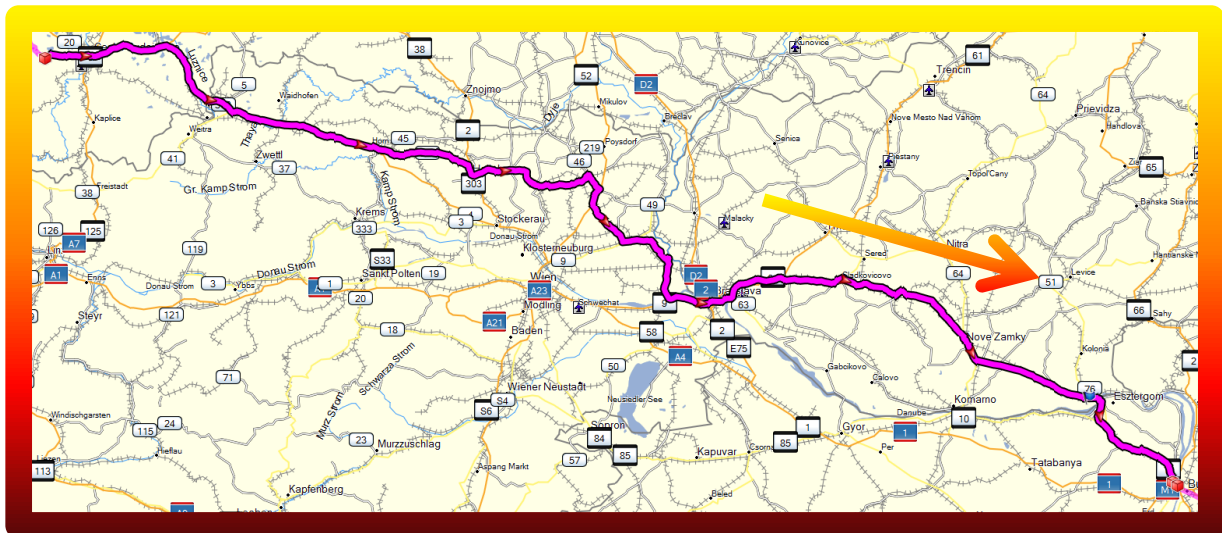 20
38
Kunovice
61
Trencin
52
D2
Luznice
5
Waidhofen
Znojmo
Mikulov
Dyje
64
Prievidza
Kaplice
Weitra
Thaya
2
Breclav
Nove Mesto Nad Vahom
Handlova
Horn
45
219
Poysdorf
Senica
41
Zwettl
37
46
Piestany
65
38
Freistadt
Gr. Kamp Strom
303
Topol'Cany
Kamp Strom
49
Banska Stiavnica
Krems
3
Stockerau
Malacky
126
125
333
Donau Strom
A7
119
Klosterneuburg
Nitra
Sered
S33
9
A1
Enns
Donau Strom
Sankt Polten
19
Wien
D2
Sladkovicovo
64
Levice
51
Hantianske
3
Ybbs
1
A23
2
Bratislava
20
Modling
Schwechat
9
63
66
Sahy
Steyr
121
18
A21
Baden
58
2
E75
Nove Zamky
A4
Kolonia
71
Schwarza Strom
50
Gabcikovo
Calovo
Wiener Neustadt
76
Esztergom
Neusiedler See
S4
S6
Komarno
Murz Strom
Windischgarsten
24
115
Sopron
1
Danube
10
23
84
Gyor
1
Murzzuschlag
85
Hieflau
57
85
Kapuvar
Csorna
Per
Liezen
113
Aspang Markt
Tatabanya
1
M1
Kapfenberg
Beled